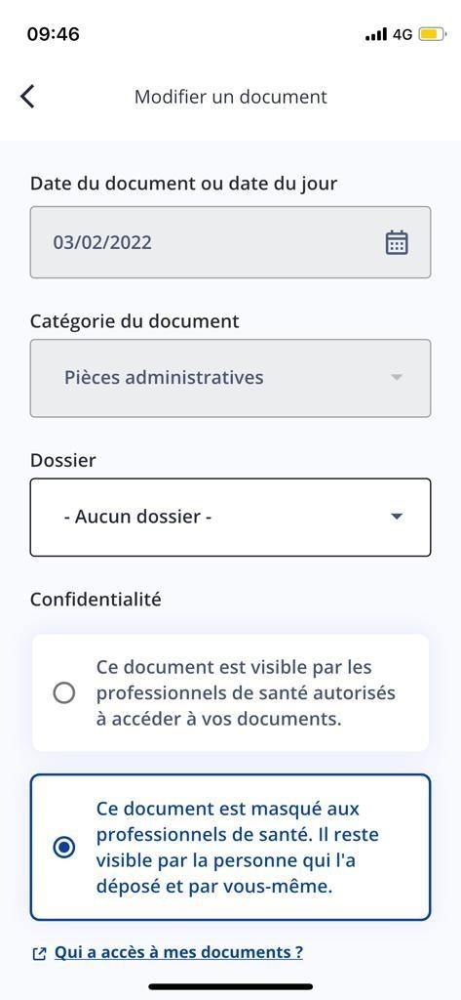 09:46
4G
Modifier un document
Date du document ou date du jour
03/02/2022
Catégorie du document
Pièces administratives
Dossier
- Aucun dossier -
Confidentialité
Ce document est visible par les
professionnels de santé autorisés
à accéder à vos documents.
Ce document est masqué aux
professionnels de santé. Il reste
visible par la personne qui l'a
déposé et par vous-même.
Qui a accès à mes documents ?